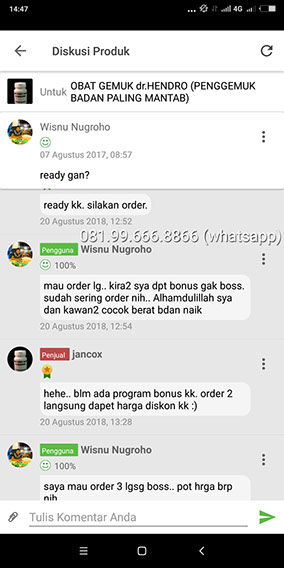 14:47
4G
Diskusi Produk
Untuk OBAT GEMUK dr.HENDRO (PENGGEMUK
BADAN PALING MANTAB)
Wisnu Nugroho
07 Agustus 2017, 08:57
ready gan?
ready kk. silakan order.
20 Agustus 2018, 12:52
081.99.666.8866 (whatsapp)
Pengguna Wisnu Nugroho
100%
mau order lg.. kira2 sya dpt bonus gak boss.
sudah sering order nih.. Alhamdulillah sya
dan kawan2 cocok berat bdan naik
20 Agustus 2018, 12:54
Penjual jancox
hehe.. blm ada program bonus kk. order 2
langsung dapet harga diskon kk :)
20 Agustus 2018, 13:28
Pengguna Wisnu Nugroho
100%
saya mau order 3 lgsg boss.. pot hrga brp
nih
Tulis Komentar Anda